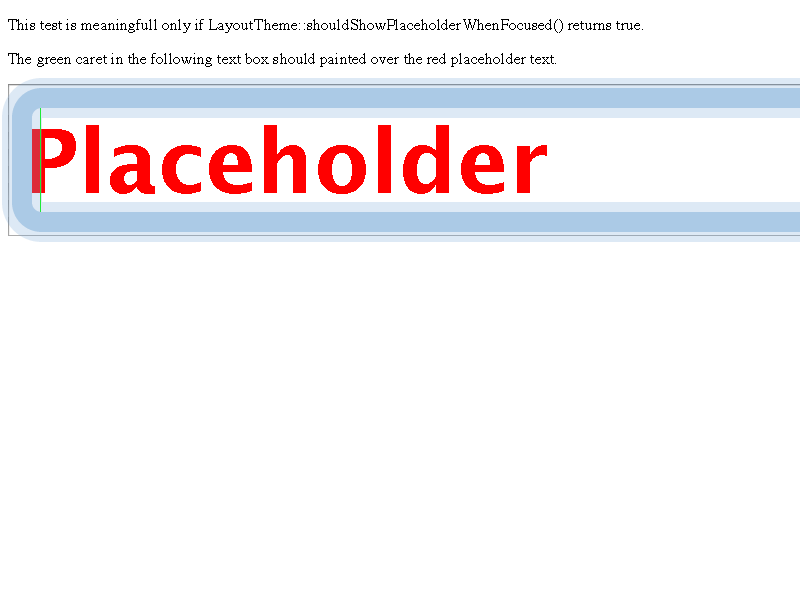 This test is meaningfull only if LayoutTheme::shouldShowPlaceholderWhenFocused() returns true.
The green caret in the following text box should painted over the red placeholder text.
Placeholder